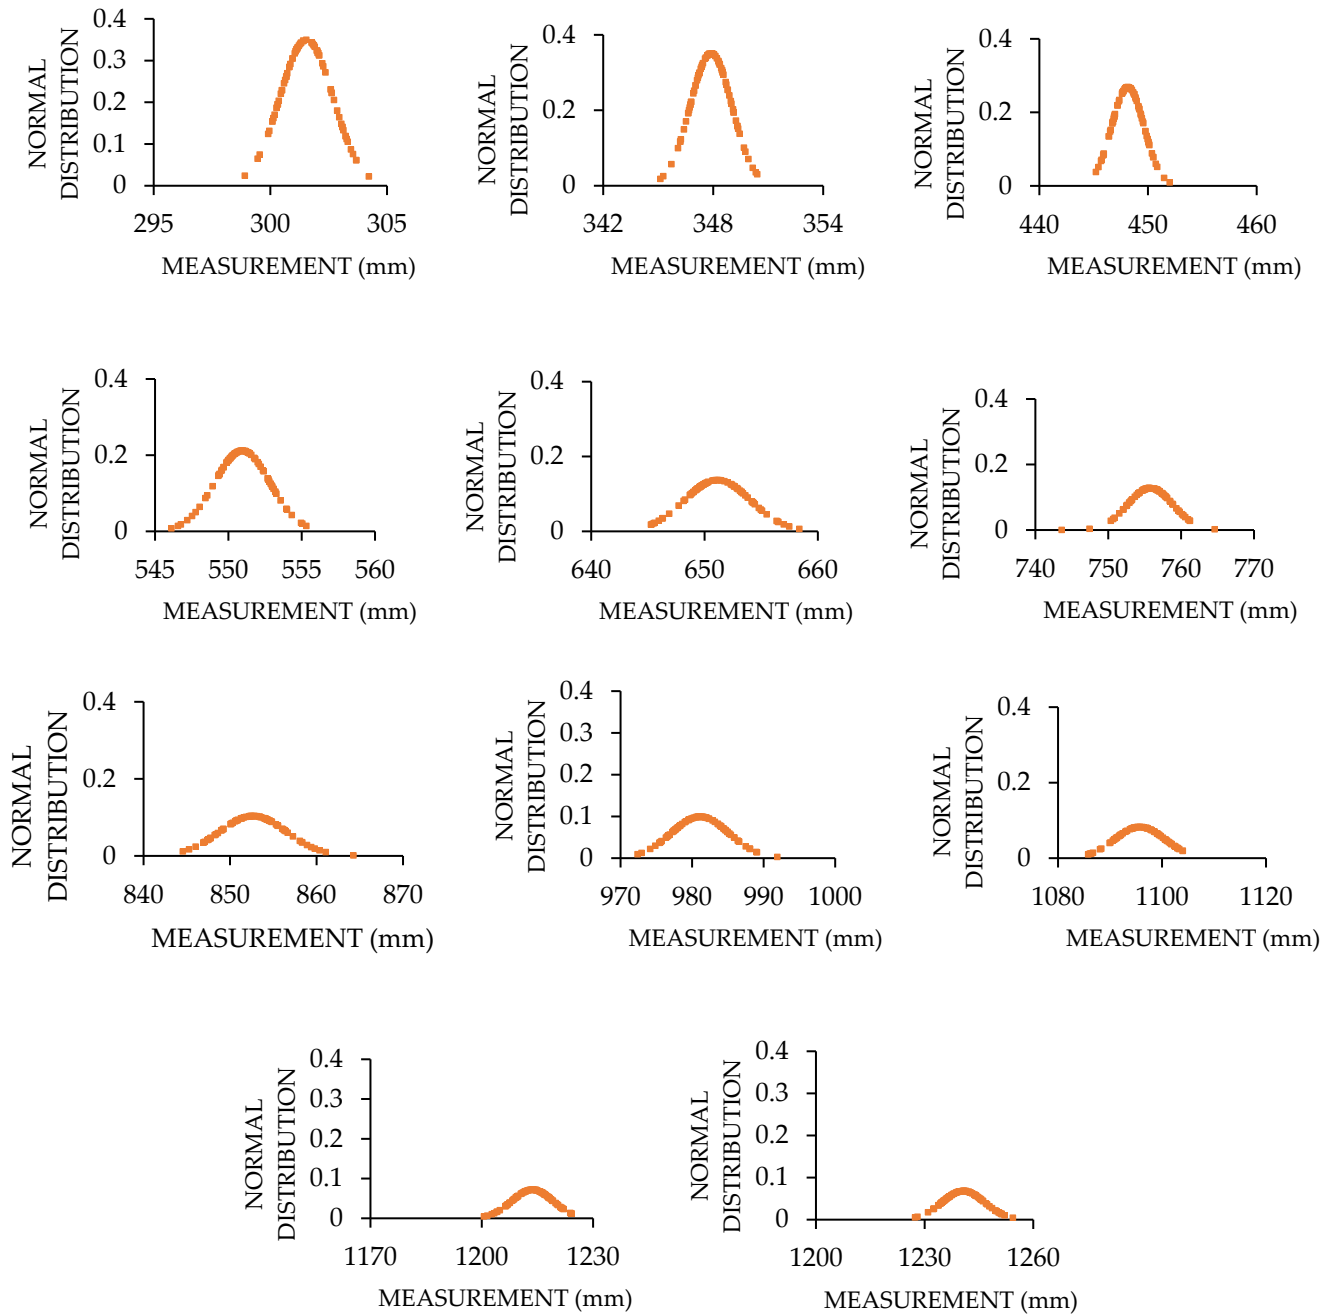 NORMAL
DISTRIBUTION
0.4
0.3
0.2
0.1
0
295
300
305
MEASUREMENT (mm)
NORMAL
DISTRIBUTION
0.4
0.2
0
342
348
354
MEASUREMENT (mm)
NORMAL
DISTRIBUTION
0.4
0.2
0
440
450
460
MEASUREMENT (mm)
NORMAL
DISTRIBUTION
0.4
0.2
0
545
550
555
560
MEASUREMENT (mm)
NORMAL
DISTRIBUTION
0.4
0.2
0
640
650
660
MEASUREMENT (mm)
NORMAL
DISTRIBUTION
0.4
0.2
0
740
750
760
770
MEASUREMENT (mm)
NORMAL
DISTRIBUTION
0.4
0.2
0
840
850
860
870
MEASUREMENT (mm)
NORMAL
DISTRIBUTION
0.4
0.3
0.2
0.1
0
970
980
990
1000
MEASUREMENT (mm)
NORMAL
DISTRIBUTION
0.4
0.2
0
1080
1100
1120
MEASUREMENT (mm)
NORMAL
DISTRIBUTION
0.4
0.3
0.2
0.1
0
1170
1200
1230
MEASUREMENT (mm)
NORMAL
DISTRIBUTION
0.4
0.3
0.2
0.1
0
1200
1230
1260
MEASUREMENT (mm)